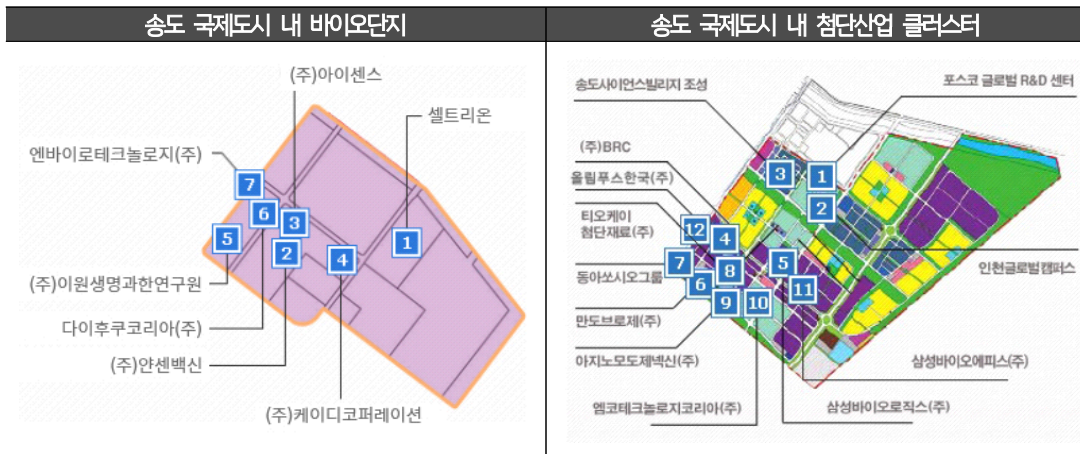 송도 국제도시 내 바이오단지
송도 국제도시 내 첨단산업 클러스터
(주)아이센스
셀트리온
엔바이로테크놀로지(주)
7
6
3
5
2
4
1
(주)이원생명과한연구원
다이후쿠코리아(주)
(주)얀센백신
(주)케이디코퍼레이션
송도사이언스빌리지 조성
포스코 글로벌 R&D 센터
(주)BRC
올림푸스한국(주)
티오케이
첨단재료(주)
동아쏘시오그룹
만도브로제(주)
아지노모도제넥신(주)
엠코테크놀로지코리아(주)
3
1
2
12
4
7
8
5
6
11
9
10
인천글로벌캠퍼스
삼성바이오에피스(주)
삼성바이오로직스(주)